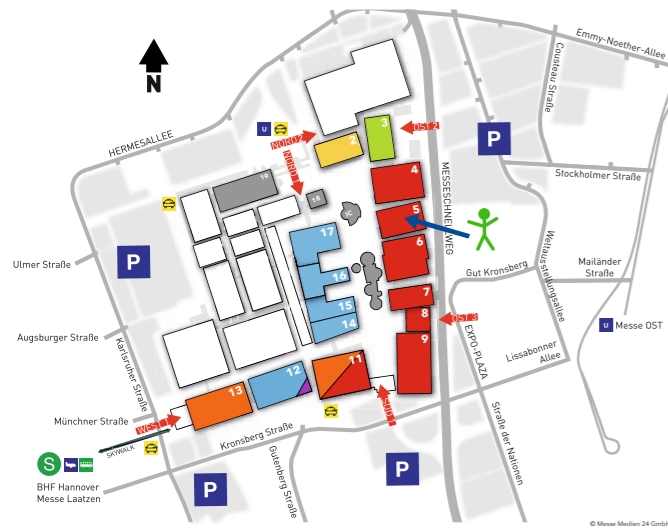 Emmy-Noether-Allee
Cousteau Straße
N
HERMESALLEE
U
NORD2
NORD 1
2
3
OST 2
P
4
Stockholmer Straße
MESSESCHNELLWEG
19
18
5
17
6
Weltausstellungsallee
Ulmer Straße
P
Gut Kronsberg
Mailänder
Straße
16
7
15
8
OST 3
14
U Messe OST
Augsburger Straße
Karlsruher Straße
EXPO-PLAZA
9
Lissabonner
Allee
11
12
13
SÜD 1
Münchner Straße
WEST 1
SKYWALK
Kronsberg Straße
Gutenberg Straße
Straße der Nationen
S
BHF Hannover
Messe Laatzen
P
P
© Messe Medien 24 GmbH